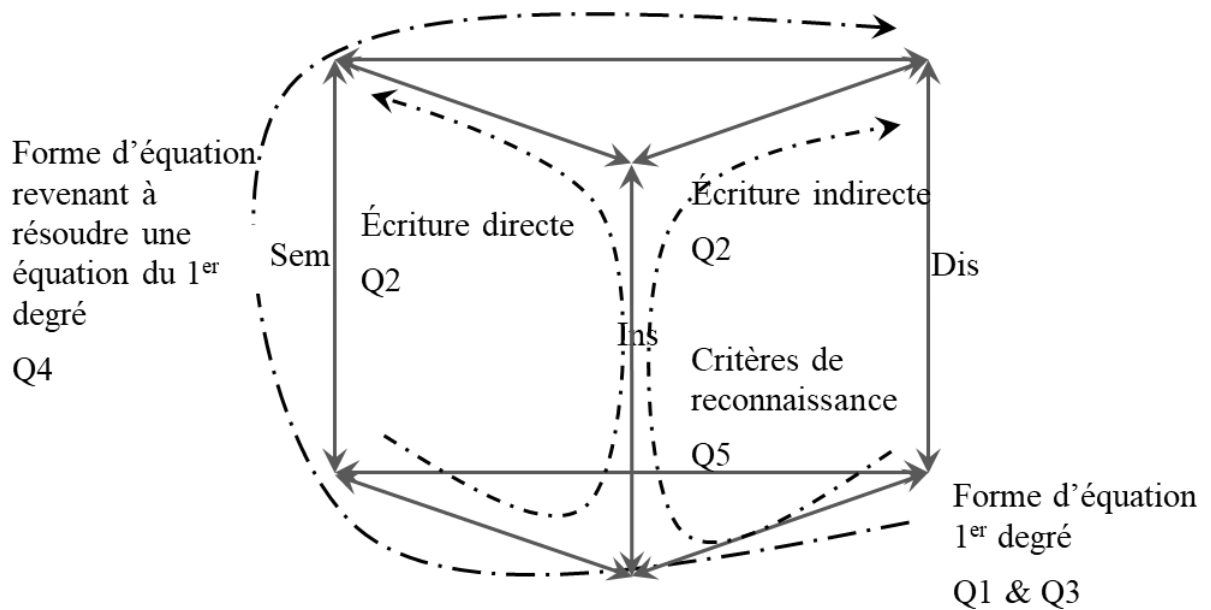 Forme d’équation
revenant à
résoudre une
équation du 1er
degré
Q4
Sem
Écriture directe
Q2
Ins
Écriture indirecte
Q2
Critères de
reconnaissance
Q5
Dis
Forme d’équation
1er degré
Q1 & Q3